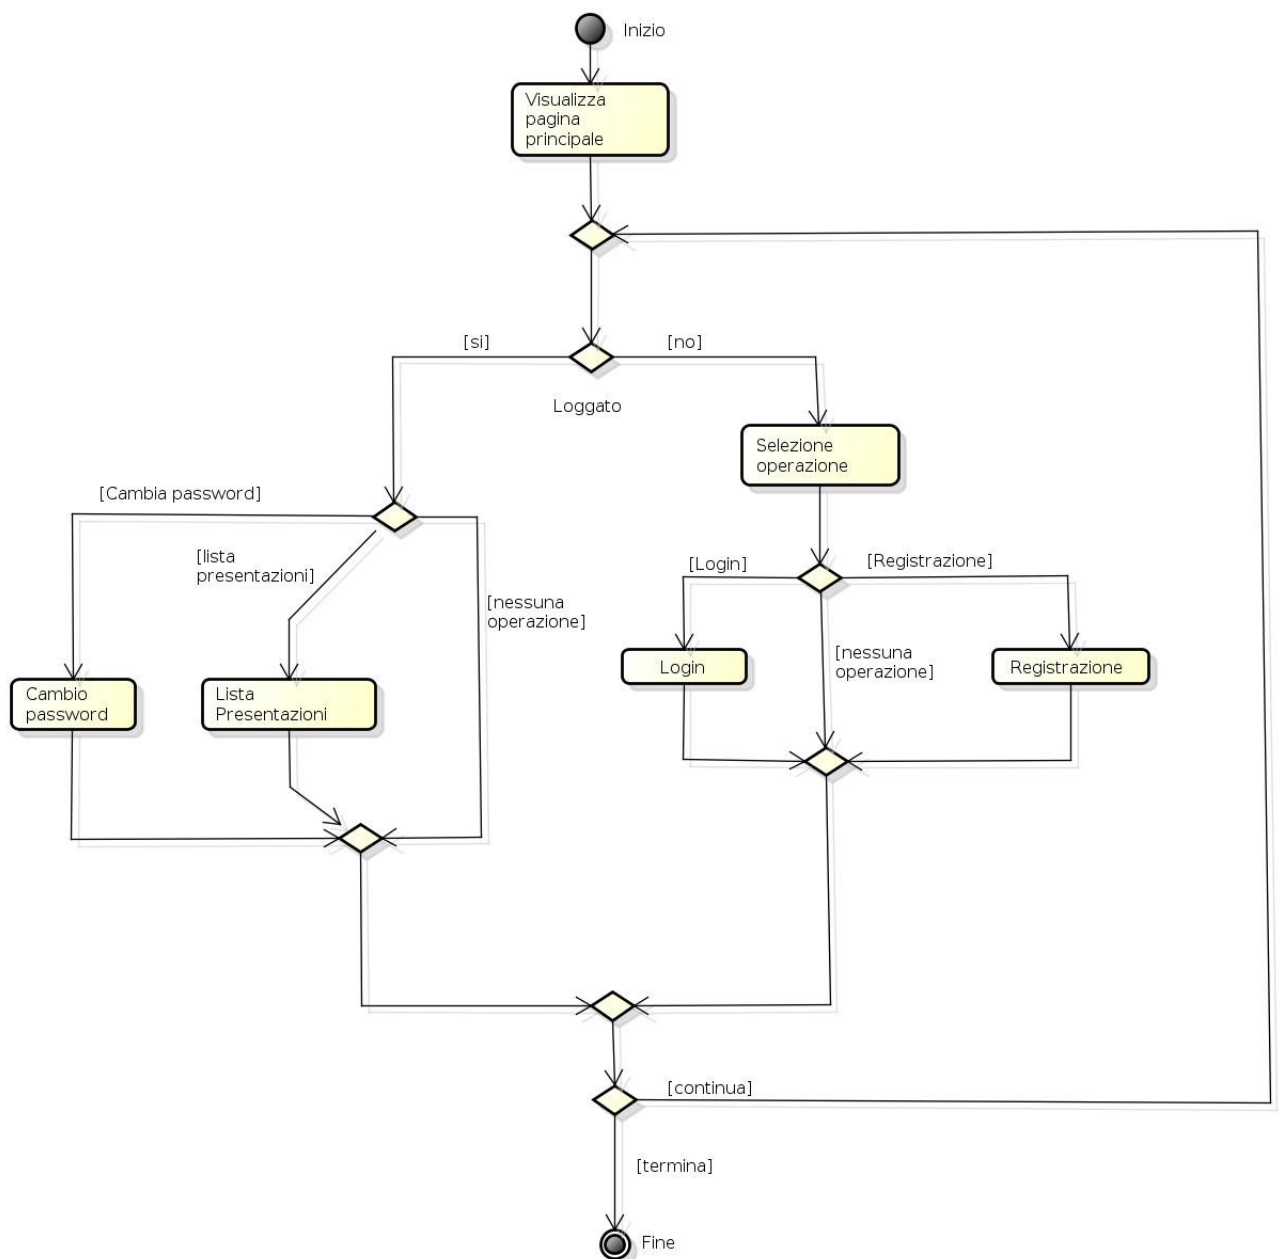 Inizio
Visualizza
pagina
principale
[si]
[no]
Loggato
Selezione
operazione
[Cambia password]
[lista
presentazioni]
[nessuna
operazione]
[Login]
[Registrazione]
[nessuna
operazione]
Login
Registrazione
Cambio
password
Lista
Presentazioni
[continua]
[termina]
Fine